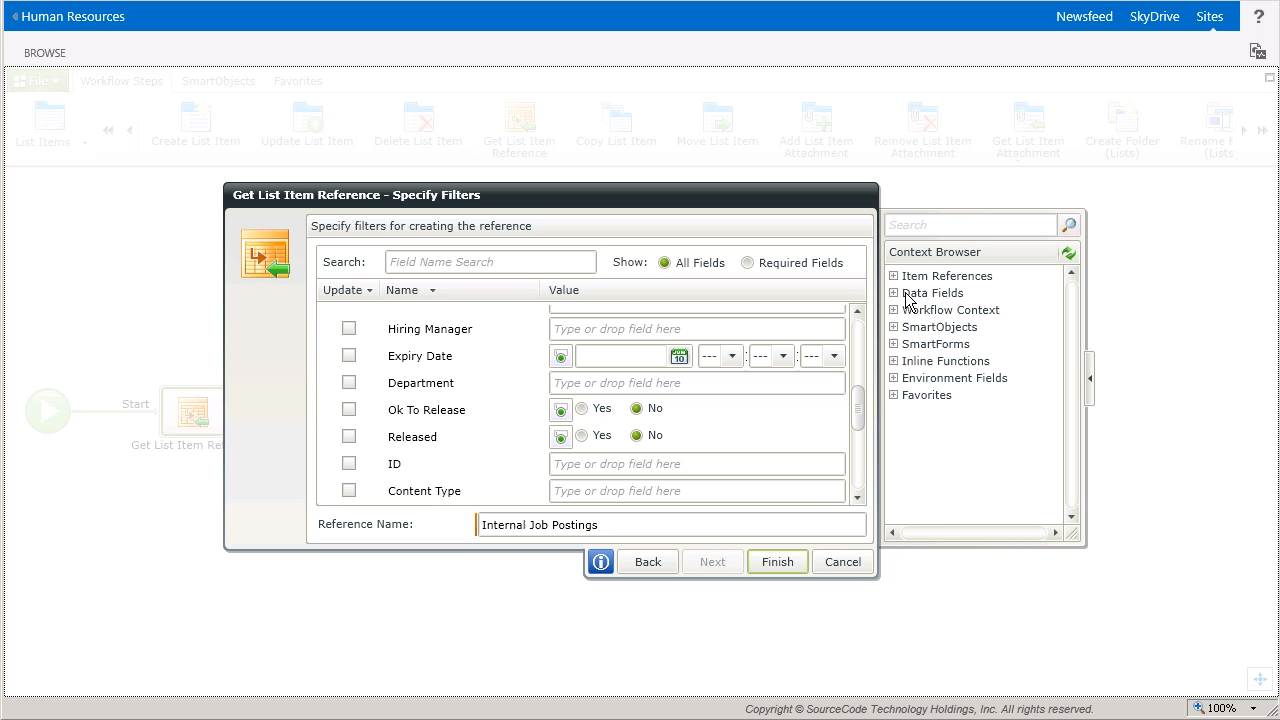 Human Resources
Newsfeed SkyDrive Sites ?
BROWSE
File Workflow Steps SmartObjects Favorites
List Items Create List Item Update List Item Delete List Item Get List Item Reference Copy List Item Move List Item Add List Item Attachment Remove List Item Attachment Get List Item Attachment Create Folder (Lists) Rename F (Lists
Get List Item Reference - Specify Filters
Specify filters for creating the reference
Search: Field Name Search Show: All Fields Required Fields
Update Name Value
Hiring Manager Type or drop field here
Expiry Date JUN 10 --- : --- : ---
Department Type or drop field here
Ok To Release Yes No
Released Yes No
ID Type or drop field here
Content Type Type or drop field here
Reference Name: Internal Job Postings
Back Next Finish Cancel
Search
Context Browser
Item References
Data Fields
Workflow Context
SmartObjects
SmartForms
Inline Functions
Environment Fields
Favorites
Start
Get List Item Ref
Copyright © SourceCode Technology Holdings, Inc. All rights reserved.
100%